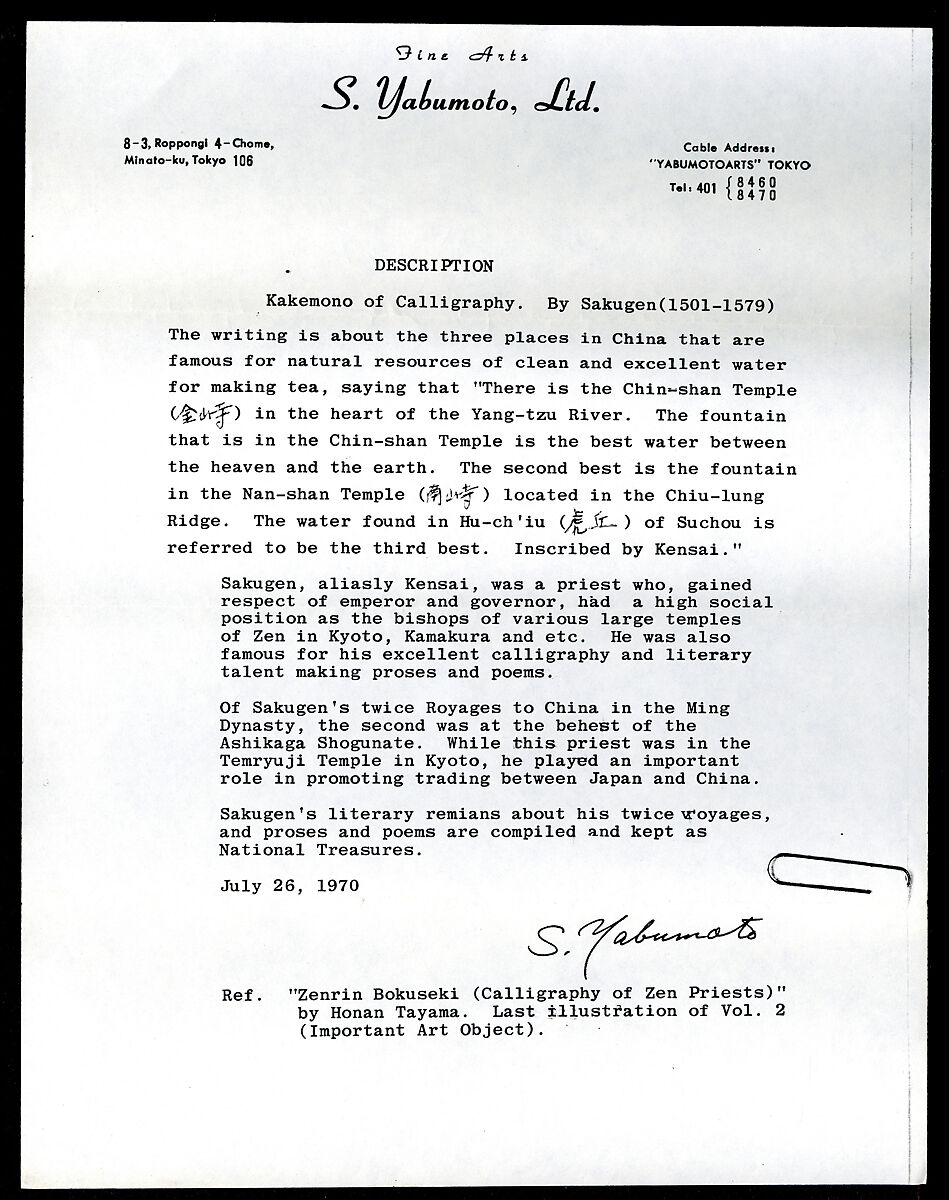 Fine Arts
S. Yabumoto, Ltd.
8-3, Roppongi 4-Chome,
Minato-ku, Tokyo 106
Cable Address:
"YABUMOTOARTS" TOKYO
Tel: 401 {8460
{8470
DESCRIPTION
Kakemono of Calligraphy. By Sakugen(1501-1579)
The writing is about the three places in China that are
famous for natural resources of clean and excellent water
for making tea, saying that "There is the Chin-shan Temple
(金山寺) in the heart of the Yang-tzu River. The fountain
that is in the Chin-shan Temple is the best water between
the heaven and the earth. The second best is the fountain
in the Nan-shan Temple (南山寺) located in the Chiu-lung
Ridge. The water found in Hu-ch'iu (虎丘) of Suchou is
referred to be the third best. Inscribed by Kensai."
Sakugen, aliasly Kensai, was a priest who, gained
respect of emperor and governor, had a high social
position as the bishops of various large temples
of Zen in Kyoto, Kamakura and etc. He was also
famous for his excellent calligraphy and literary
talent making proses and poems.
Of Sakugen's twice Royages to China in the Ming
Dynasty, the second was at the behest of the
Ashikaga Shogunate. While this priest was in the
Temryuji Temple in Kyoto, he played an important
role in promoting trading between Japan and China.
Sakugen's literary remians about his twice voyages,
and proses and poems are compiled and kept as
National Treasures.
July 26, 1970
S. Yabumoto
Ref. "Zenrin Bokuseki (Calligraphy of Zen Priests)"
by Honan Tayama. Last illustration of Vol. 2
(Important Art Object).